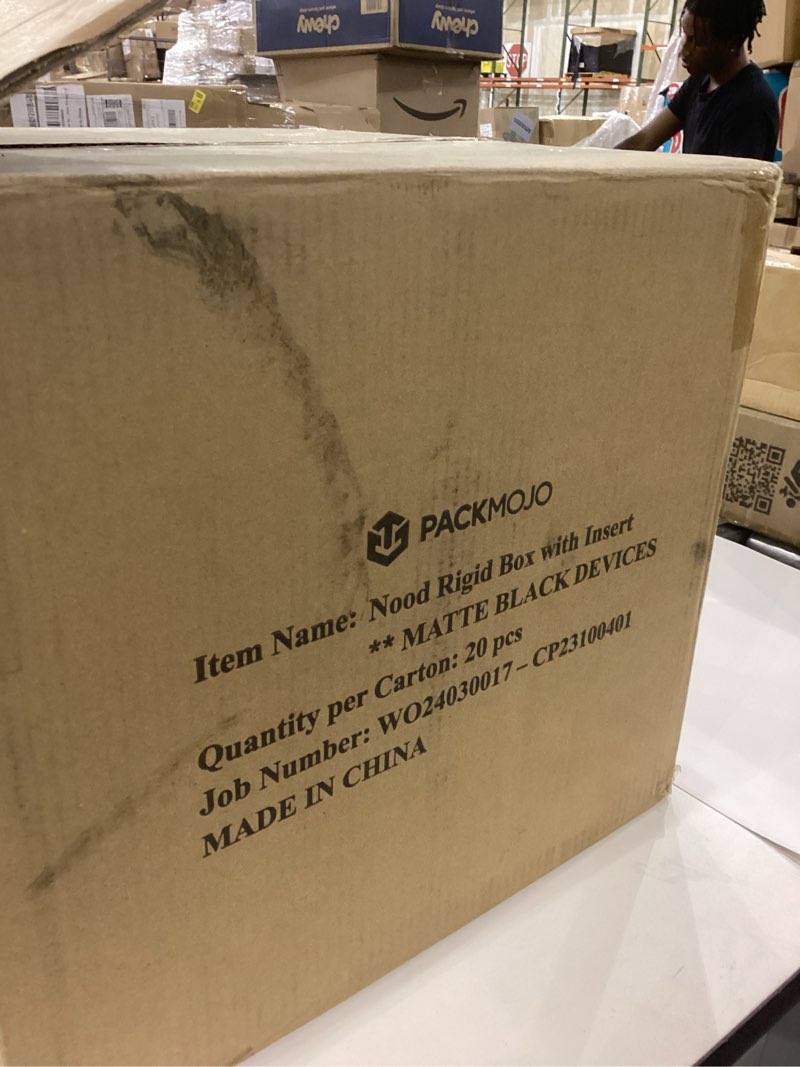 chewy
chewy
STOP
PACKMOJO
Item Name: Nood Rigid Box with Insert
** MATTE BLACK DEVICES
Quantity per Carton: 20 pcs
Job Number: WO24030017 – CP23100401
MADE IN CHINA